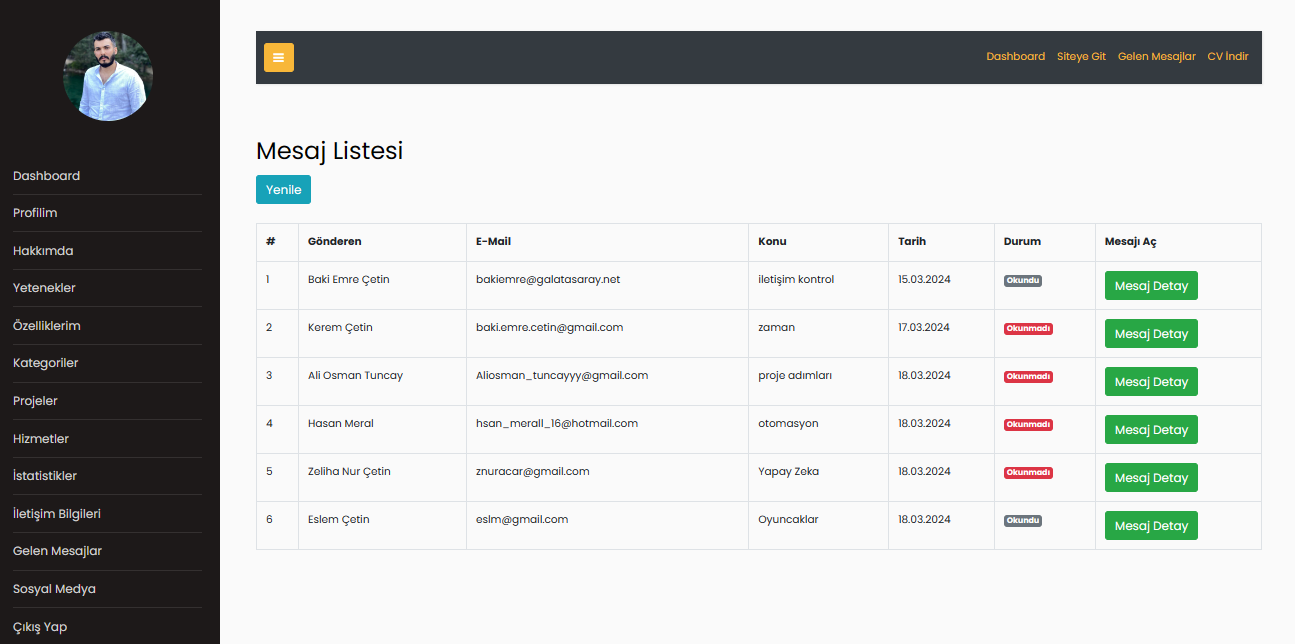 Dashboard
Profilim
Hakkımda
Yetenekler
Özelliklerim
Kategoriler
Projeler
Hizmetler
İstatistikler
İletişim Bilgileri
Gelen Mesajlar
Sosyal Medya
Çıkış Yap
Dashboard Siteye Git Gelen Mesajlar CV İndir
Mesaj Listesi
Yenile
# Gönderen E-Mail Konu Tarih Durum Mesajı Aç
1 Baki Emre Çetin bakiemre@galatasaray.net iletişim kontrol 15.03.2024 Okundu Mesaj Detay
2 Kerem Çetin baki.emre.cetin@gmail.com zaman 17.03.2024 Okunmadı Mesaj Detay
3 Ali Osman Tuncay Aliosman_tuncayyy@gmail.com proje adımları 18.03.2024 Okunmadı Mesaj Detay
4 Hasan Meral hsan_merall_16@hotmail.com otomasyon 18.03.2024 Okunmadı Mesaj Detay
5 Zeliha Nur Çetin znuracar@gmail.com Yapay Zeka 18.03.2024 Okunmadı Mesaj Detay
6 Eslem Çetin eslm@gmail.com Oyuncaklar 18.03.2024 Okundu Mesaj Detay